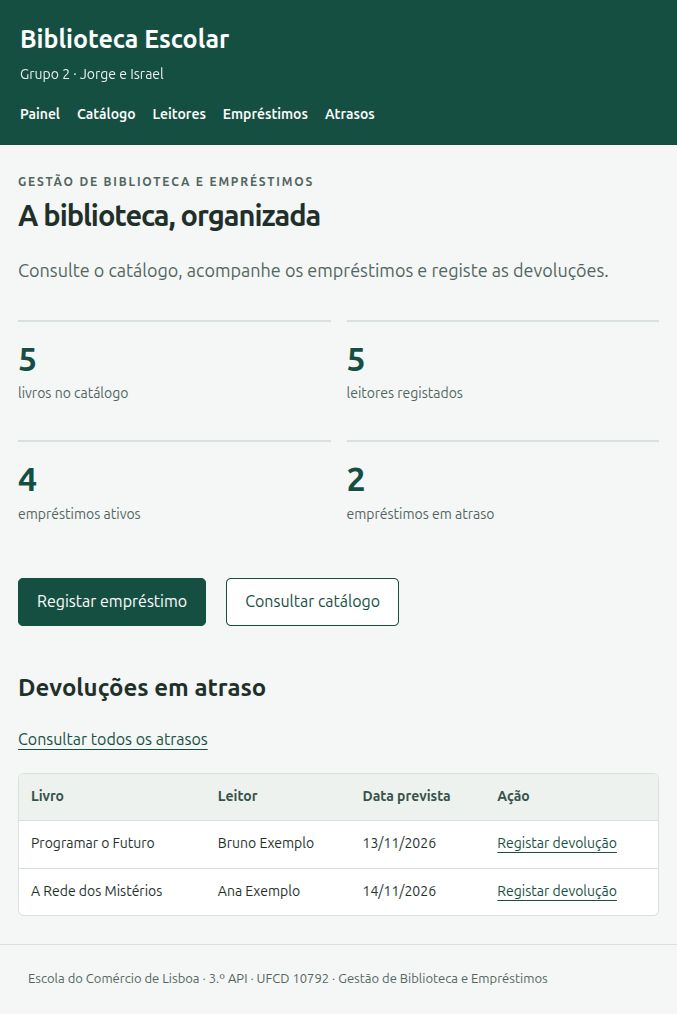 Biblioteca Escolar
Grupo 2 · Jorge e Israel
Painel Catálogo Leitores Empréstimos Atrasos
GESTÃO DE BIBLIOTECA E EMPRÉSTIMOS
A biblioteca, organizada
Consulte o catálogo, acompanhe os empréstimos e registe as devoluções.
5 5
livros no catálogo leitores registados
4 2
empréstimos ativos empréstimos em atraso
Registar empréstimo Consultar catálogo
Devoluções em atraso
Consultar todos os atrasos
Livro Leitor Data prevista Ação
Programar o Futuro Bruno Exemplo 13/11/2026 Registar devolução
A Rede dos Mistérios Ana Exemplo 14/11/2026 Registar devolução
Escola do Comércio de Lisboa · 3.º API · UFCD 10792 · Gestão de Biblioteca e Empréstimos